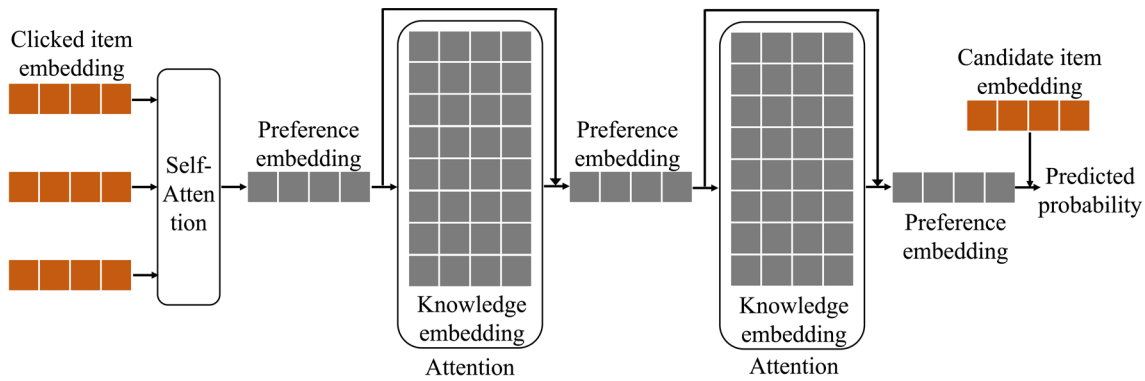 Clicked item
embedding
Self-
Atten
tion
Preference
embedding
Knowledge
embedding
Attention
Preference
embedding
Knowledge
embedding
Attention
Candidate item
embedding
Preference
embedding
Predicted
probability